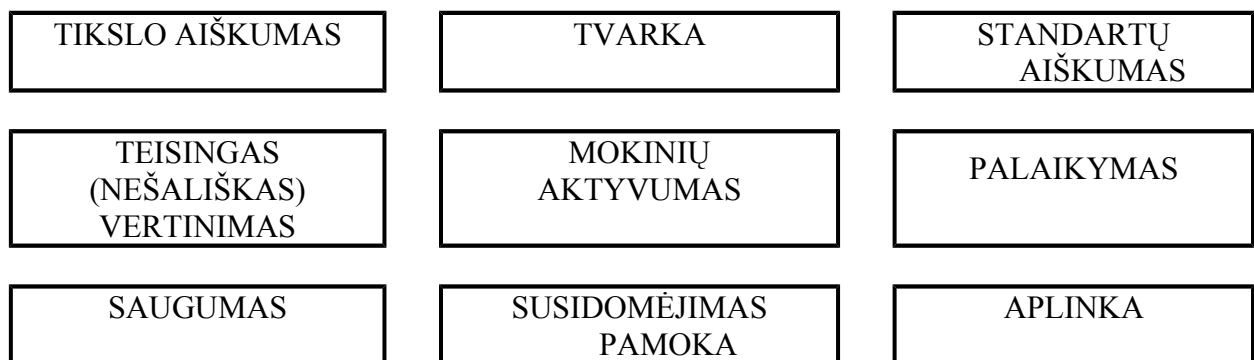 TIKSLO AIŠKUMAS
TVARKA
STANDARTŲ
AIŠKUMAS
TEISINGAS
(NEŠALIŠKAS)
VERTINIMAS
MOKINIŲ
AKTYVUMAS
PALAIKYMAS
SAUGUMAS
SUSIDOMĖJIMAS
PAMOKA
APLINKA